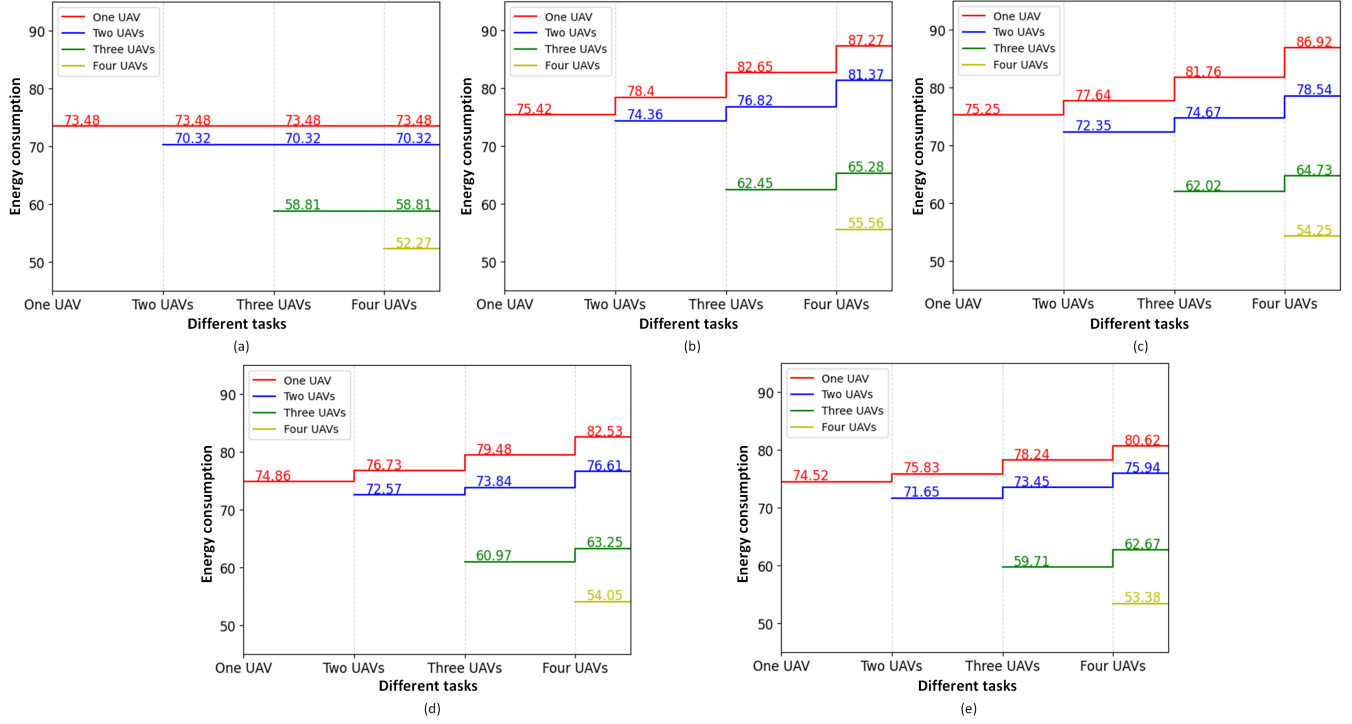 90
80
70
60
50
Energy consumption
One UAV
Two UAVs
Three UAVs
Four UAVs
73.48 73.48 73.48 73.48
70.32 70.32 70.32
58.81 58.81
52.27
One UAV Two UAVs Three UAVs Four UAVs
Different tasks
(a)
90
80
70
60
50
Energy consumption
One UAV
Two UAVs
Three UAVs
Four UAVs
87.27
82.65
81.37
78.4
76.82
75.42
74.36
65.28
62.45
55.56
One UAV Two UAVs Three UAVs Four UAVs
Different tasks
(b)
90
80
70
60
50
Energy consumption
One UAV
Two UAVs
Three UAVs
Four UAVs
86.92
81.76
78.54
77.64
75.25
74.67
72.35
64.73
62.02
54.25
One UAV Two UAVs Three UAVs Four UAVs
Different tasks
(c)
90
80
70
60
50
Energy consumption
One UAV
Two UAVs
Three UAVs
Four UAVs
82.53
79.48
76.73
76.61
74.86
73.84
72.57
63.25
60.97
54.05
One UAV Two UAVs Three UAVs Four UAVs
Different tasks
(d)
90
80
70
60
50
Energy consumption
One UAV
Two UAVs
Three UAVs
Four UAVs
80.62
78.24
75.83
75.94
74.52
73.45
71.65
62.67
59.71
53.38
One UAV Two UAVs Three UAVs Four UAVs
Different tasks
(e)